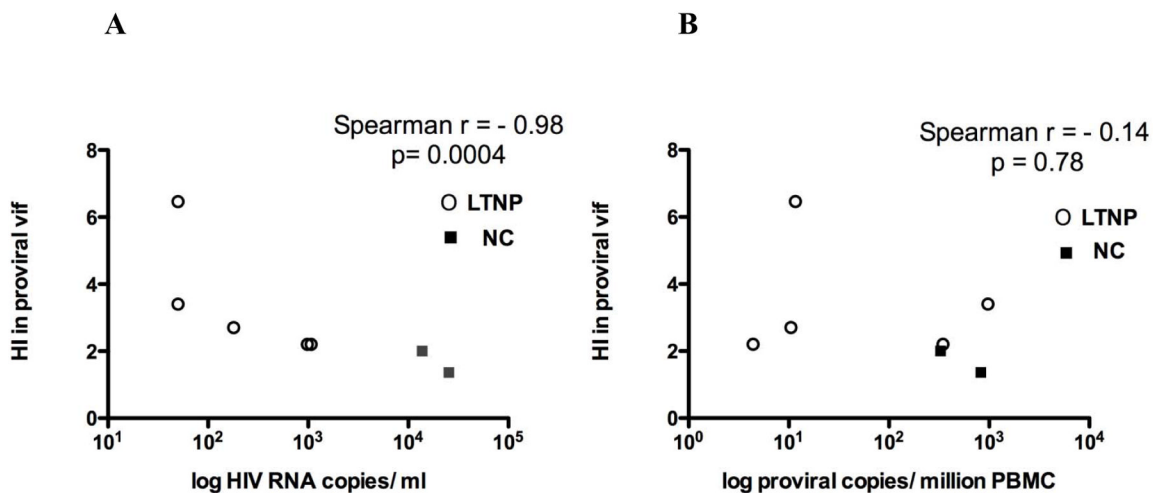 A
Spearman r = - 0.98
p= 0.0004
LTNP
NC
HI in proviral vif
8
6
4
2
0
10¹ 10² 10³ 10⁴ 10⁵
log HIV RNA copies/ ml
B
Spearman r = - 0.14
p = 0.78
LTNP
NC
HI in proviral vif
8
6
4
2
0
10⁰ 10¹ 10² 10³ 10⁴
log proviral copies/ million PBMC